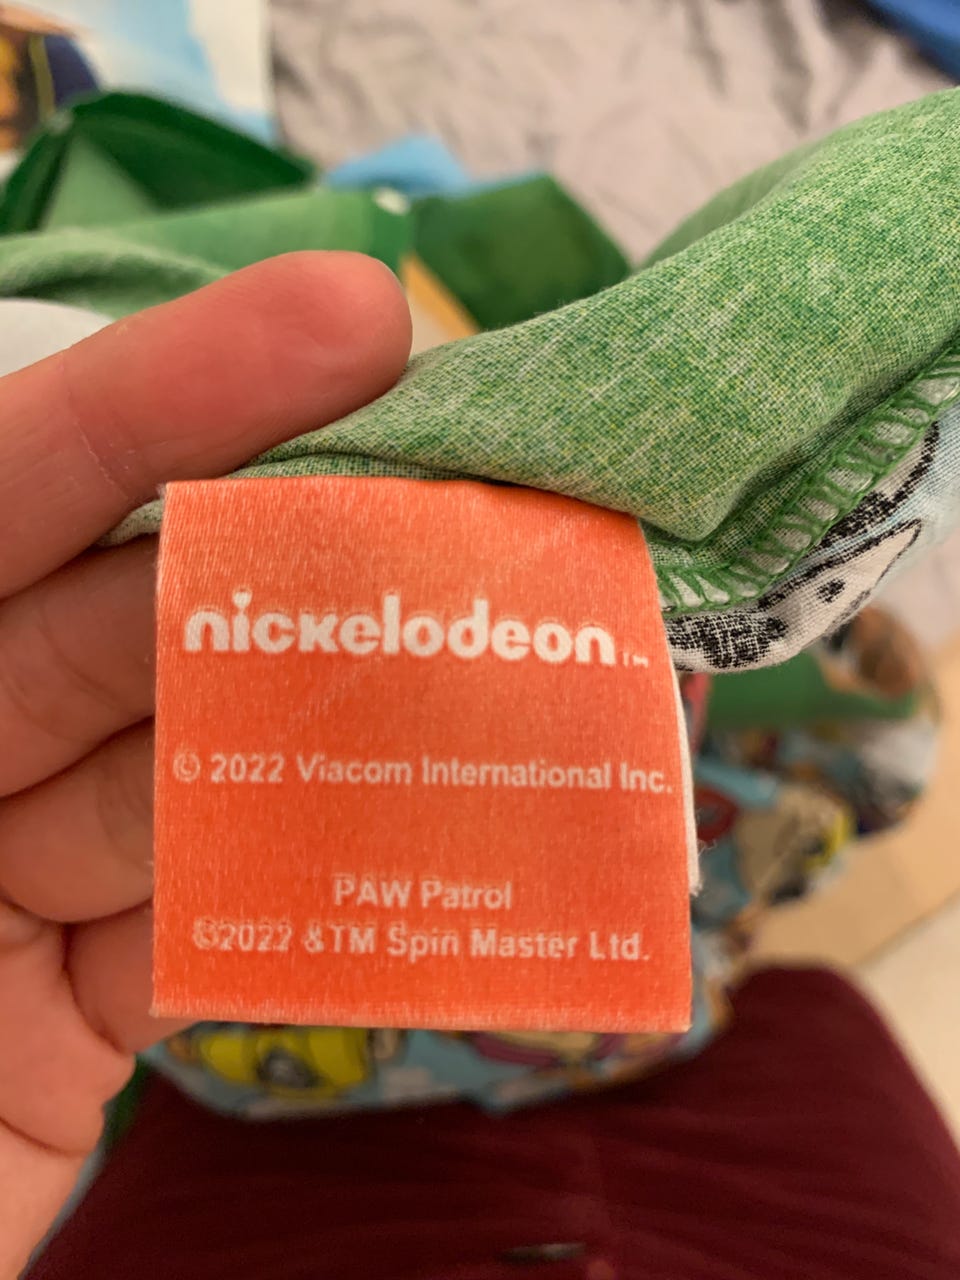 nickelodeon™
© 2022 Viacom International Inc.
PAW Patrol
©2022 &TM Spin Master Ltd.